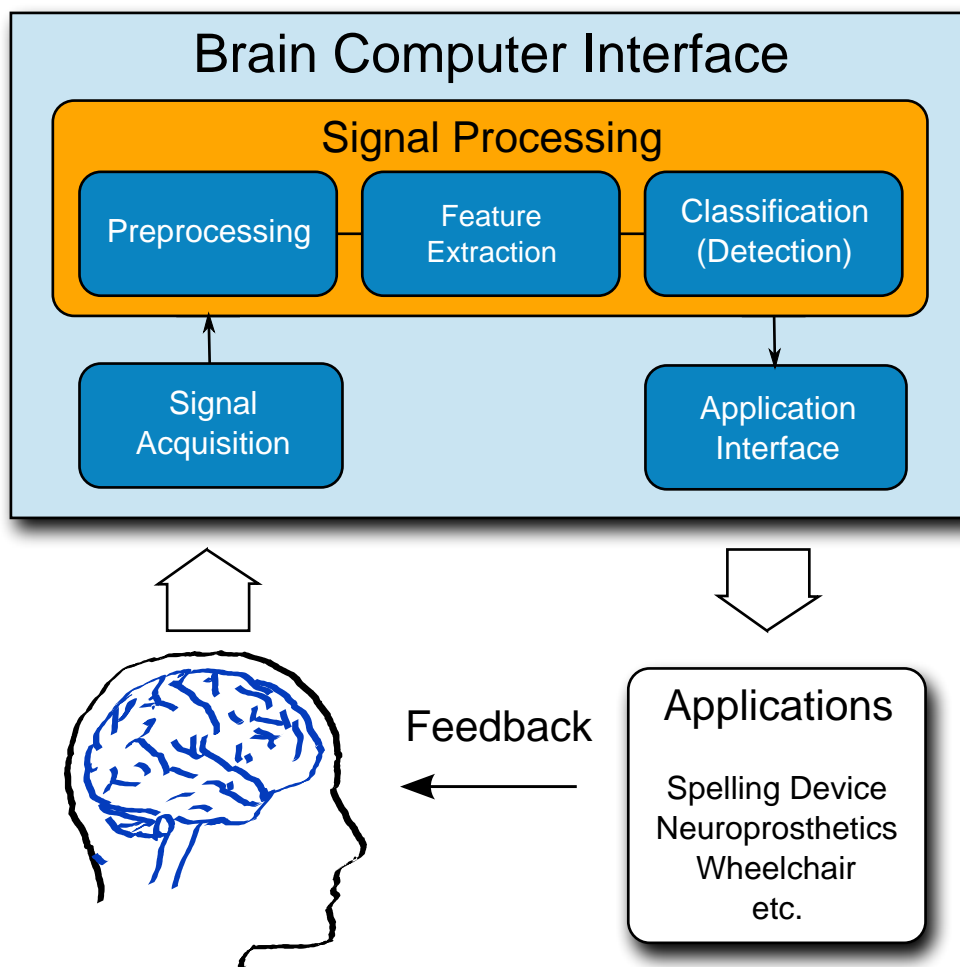 Brain Computer Interface
Signal Processing
Preprocessing
Feature
Extraction
Classification
(Detection)
Signal
Acquisition
Application
Interface
Feedback
Applications
Spelling Device
Neuroprosthetics
Wheelchair
etc.